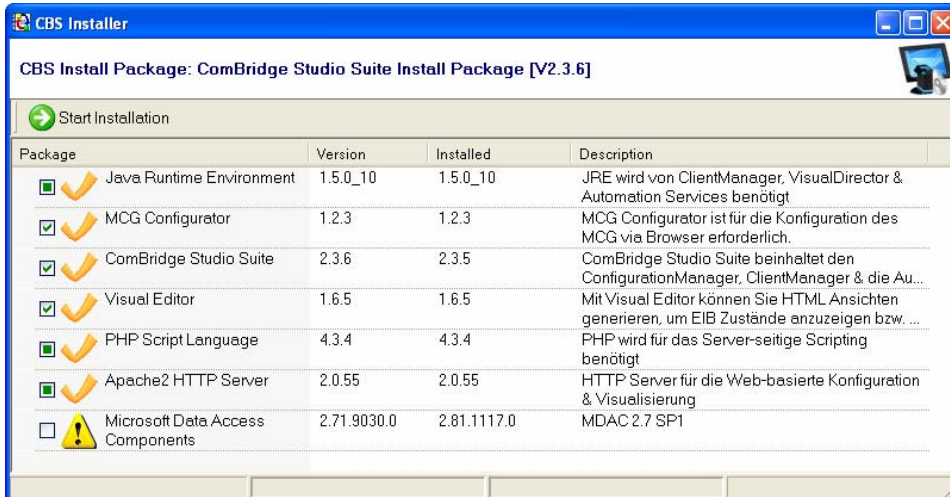 CBS Installer
CBS Install Package: ComBridge Studio Suite Install Package [V2.3.6]
Start Installation
Package Version Installed Description
Java Runtime Environment 1.5.0_10 1.5.0_10 JRE wird von ClientManager, VisualDirector &
Automation Services benötigt
MCG Configurator 1.2.3 1.2.3 MCG Configurator ist für die Konfiguration des
MCG via Browser erforderlich.
ComBridge Studio Suite 2.3.6 2.3.5 ComBridge Studio Suite beinhaltet den
ConfigurationManager, ClientManager & die Au...
Visual Editor 1.6.5 1.6.5 Mit Visual Editor können Sie HTML Ansichten
generieren, um EIB Zustände anzuzeigen bzw. ...
PHP Script Language 4.3.4 4.3.4 PHP wird für das Server-seitige Scripting
benötigt
Apache2 HTTP Server 2.0.55 2.0.55 HTTP Server für die Web-basierte Konfiguration
& Visualisierung
Microsoft Data Access 2.71.9030.0 2.81.1117.0 MDAC 2.7 SP1
Components